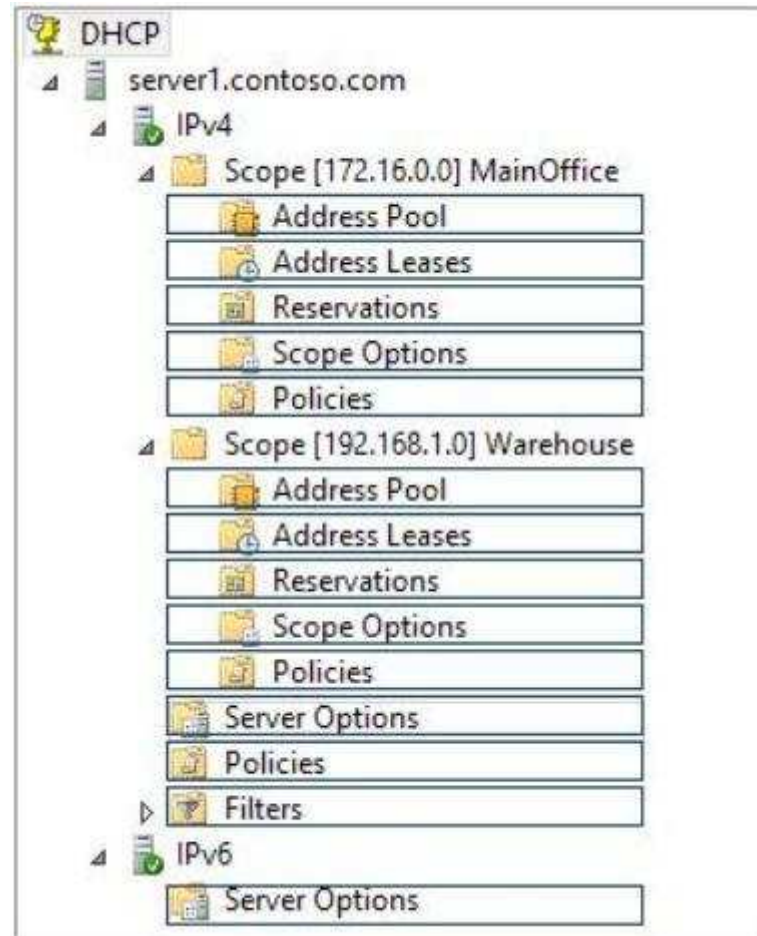 DHCP
server1.contoso.com
IPv4
Scope [172.16.0.0] MainOffice
Address Pool
Address Leases
Reservations
Scope Options
Policies
Scope [192.168.1.0] Warehouse
Address Pool
Address Leases
Reservations
Scope Options
Policies
Server Options
Policies
Filters
IPv6
Server Options